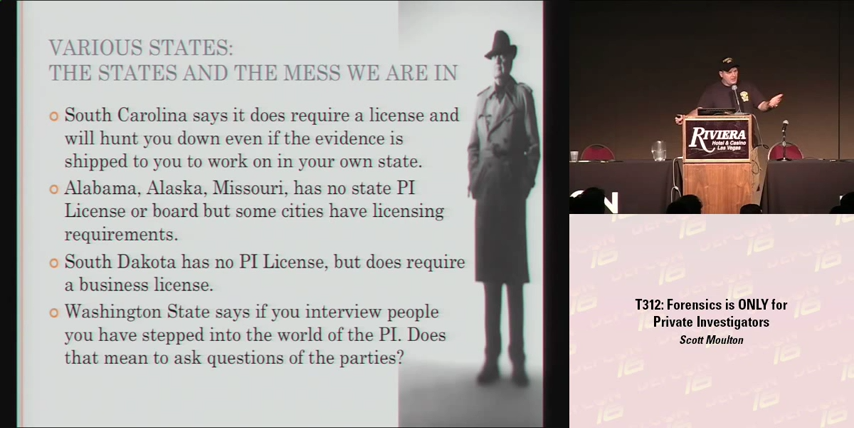 VARIOUS STATES:
THE STATES AND THE MESS WE ARE IN
South Carolina says it does require a license and
will hunt you down even if the evidence is
shipped to you to work on in your own state.
Alabama, Alaska, Missouri, has no state PI
License or board but some cities have licensing
requirements.
South Dakota has no PI License, but does require
a business license.
Washington State says if you interview people
you have stepped into the world of the PI. Does
that mean to ask questions of the parties?
RIVIERA
Hotel & Casino
Las Vegas
T312: Forensics is ONLY for
Private Investigators
Scott Moulton